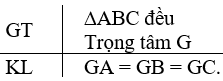 GT
ΔABC đều
Trọng tâm G
KL
GA = GB = GC.